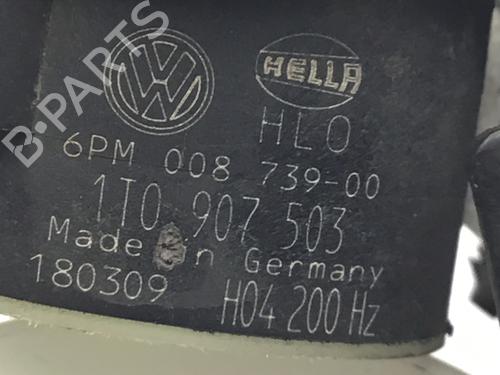 HELLA
HLO
6PM 008 739-00
1T0 907 503
Made in Germany
180309 H04 200 Hz
B-PARTS